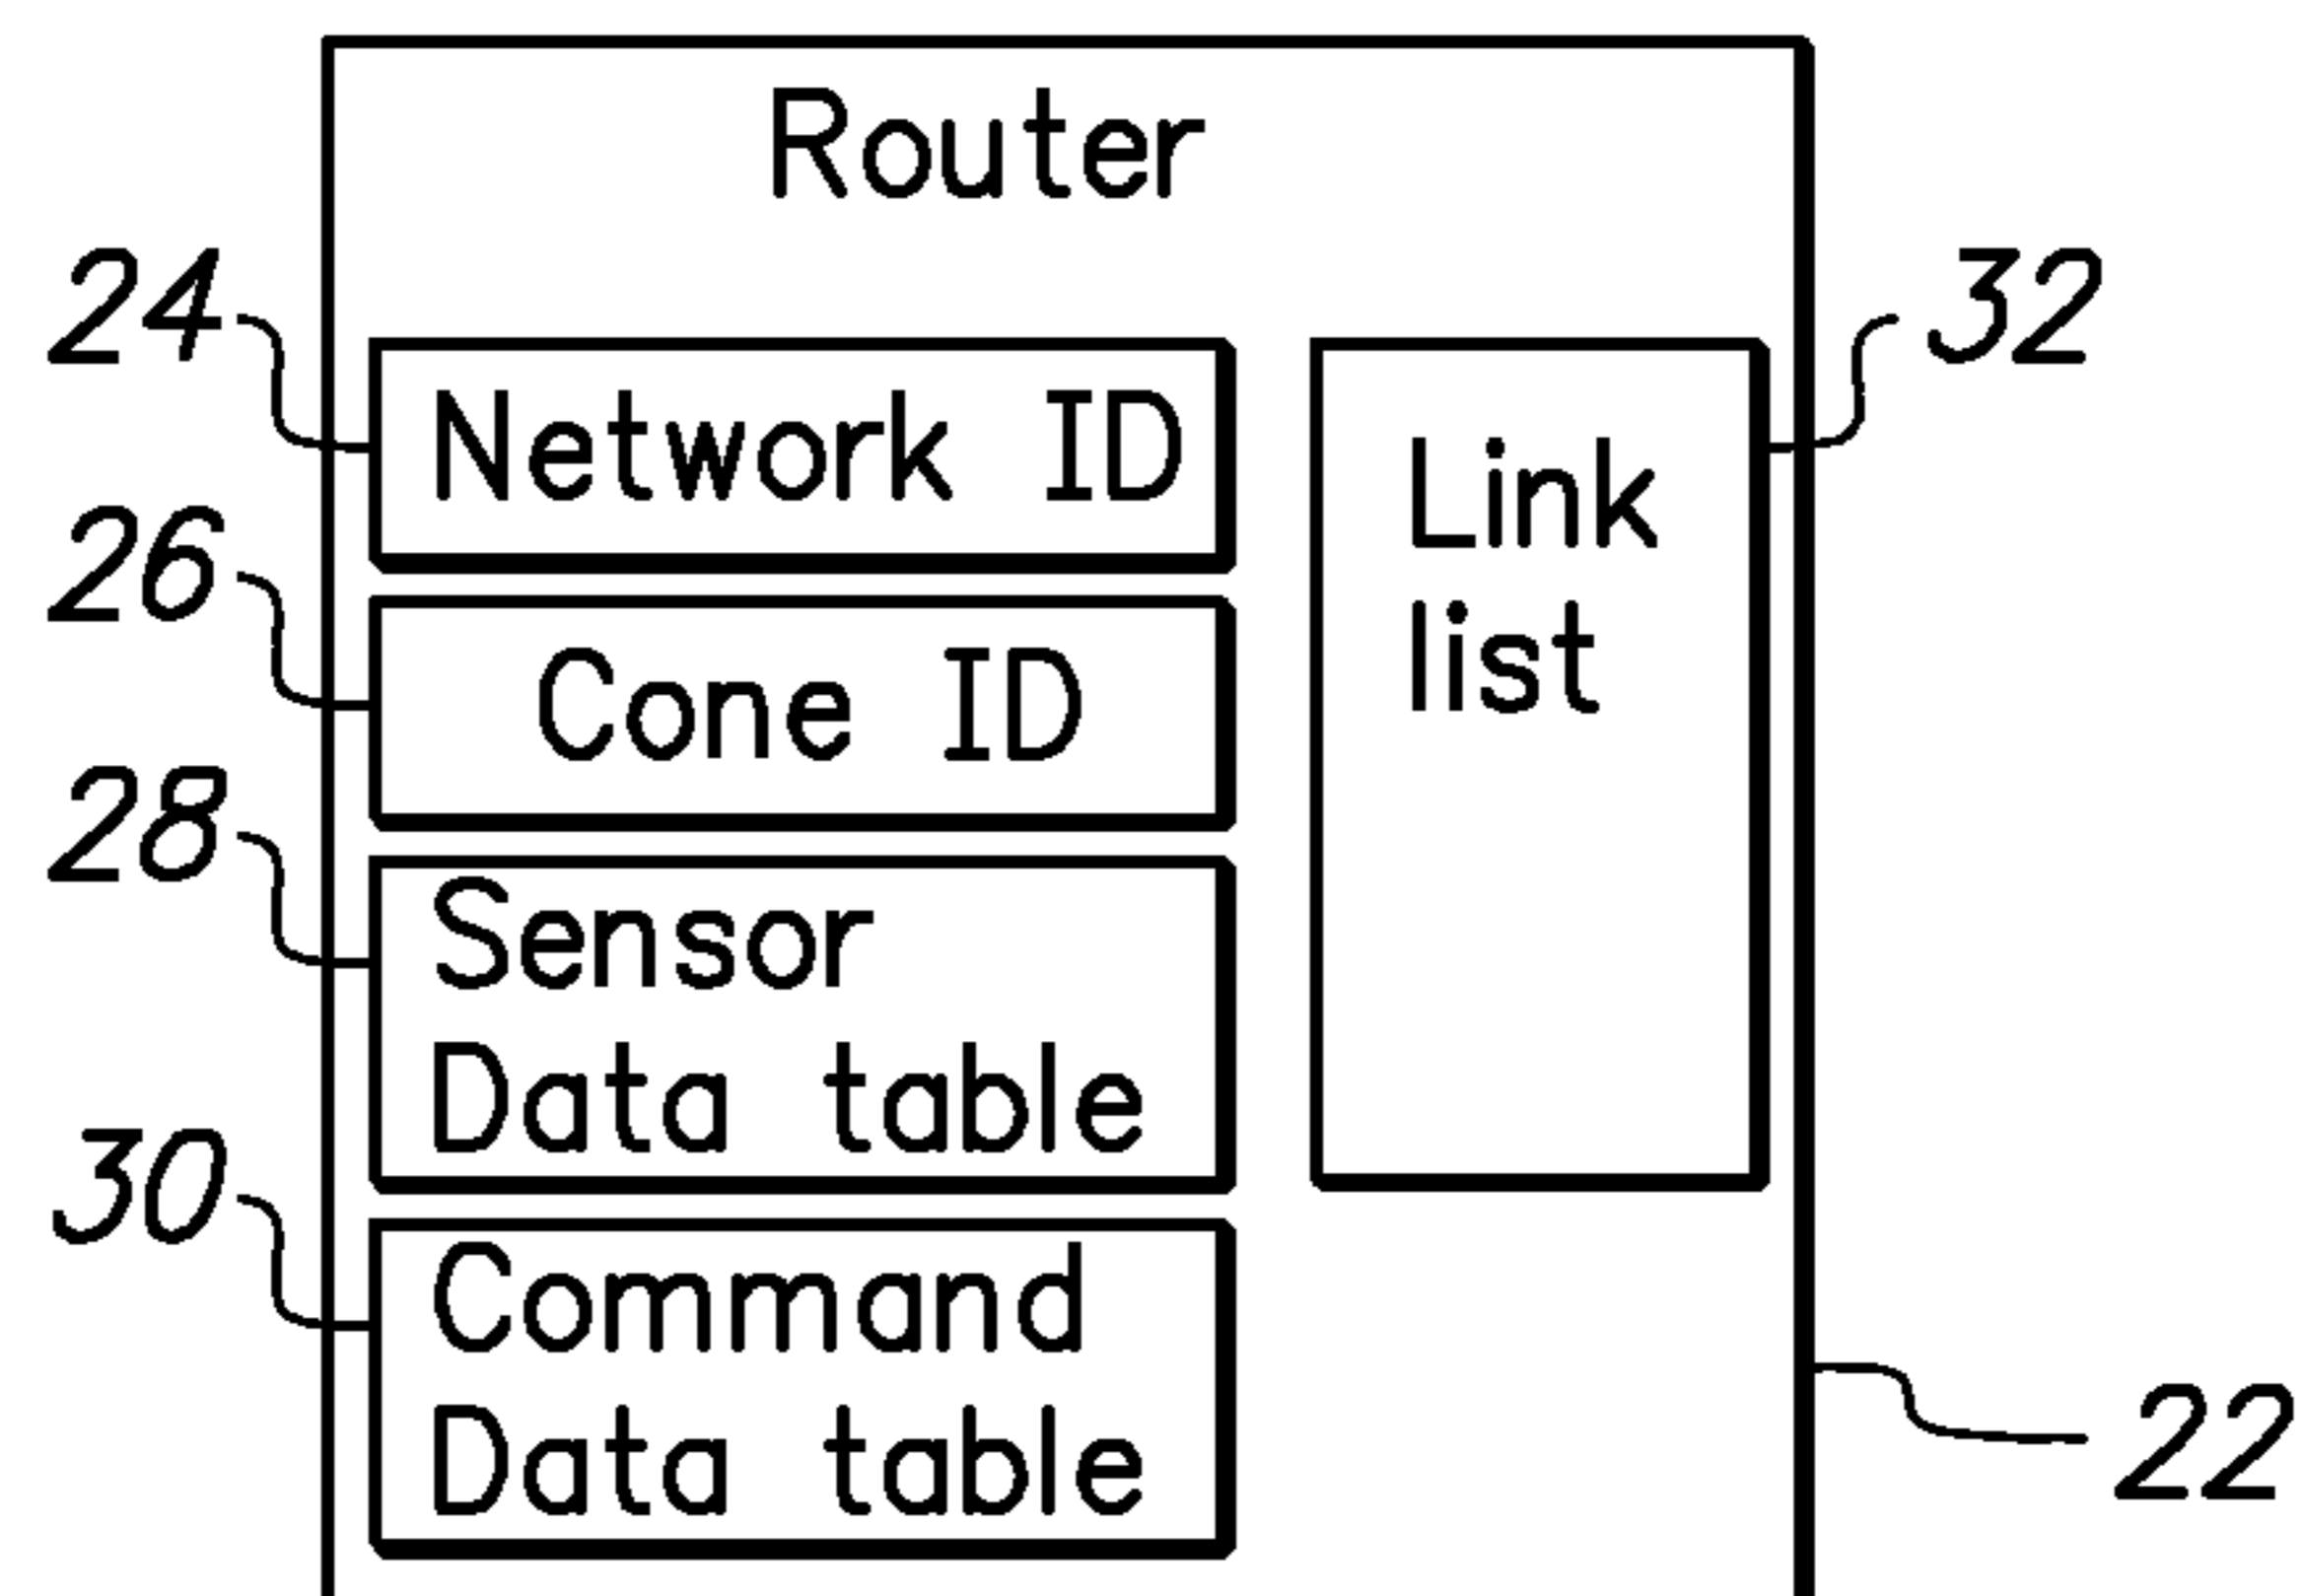 Router
24
Network ID
26
Cone ID
28
Sensor
Data table
30
Command
Data table
32
Link
list
22